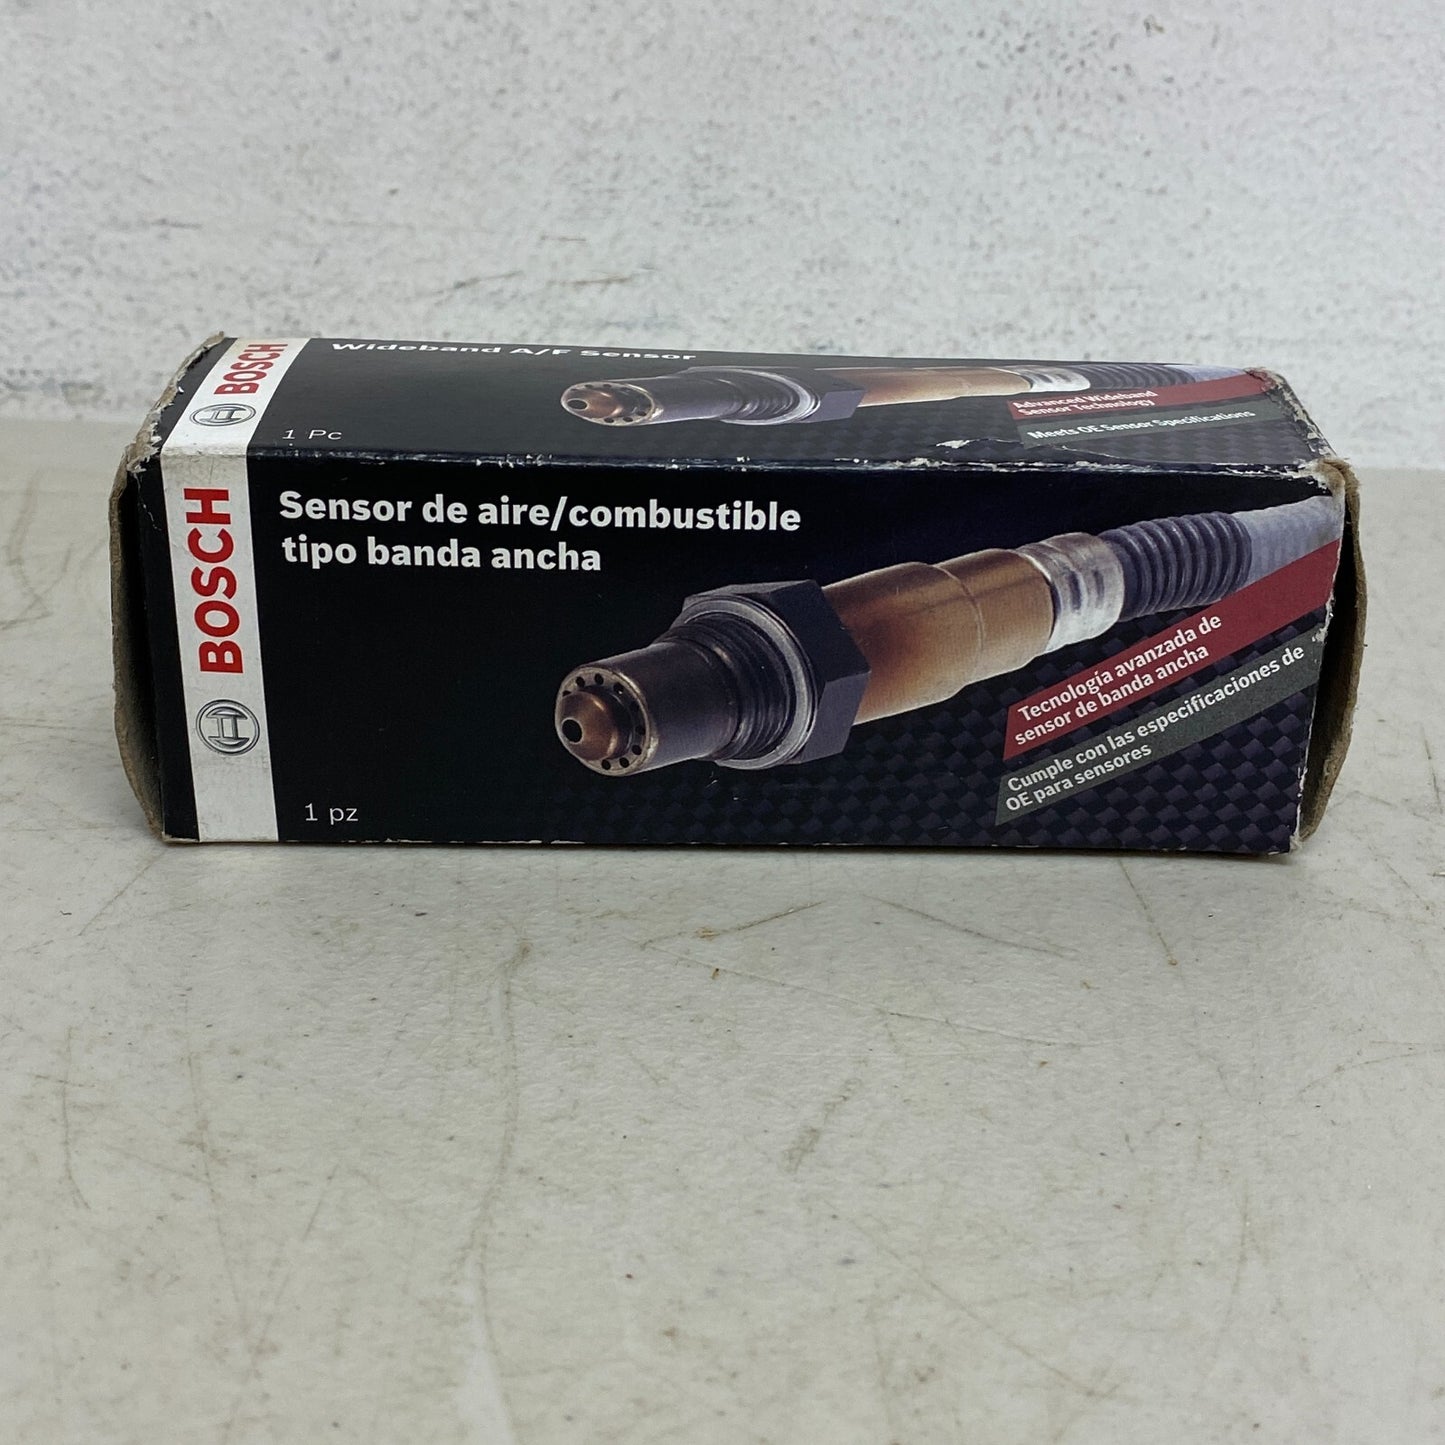 BOSCH
Wideband A/F Sensor
1 Pc
Advanced Wideband
Sensor Technology
Meets OE Sensor Specifications
BOSCH
Sensor de aire/combustible
tipo banda ancha
1 pz
Tecnología avanzada de
sensor de banda ancha
Cumple con las especificaciones de
OE para sensores